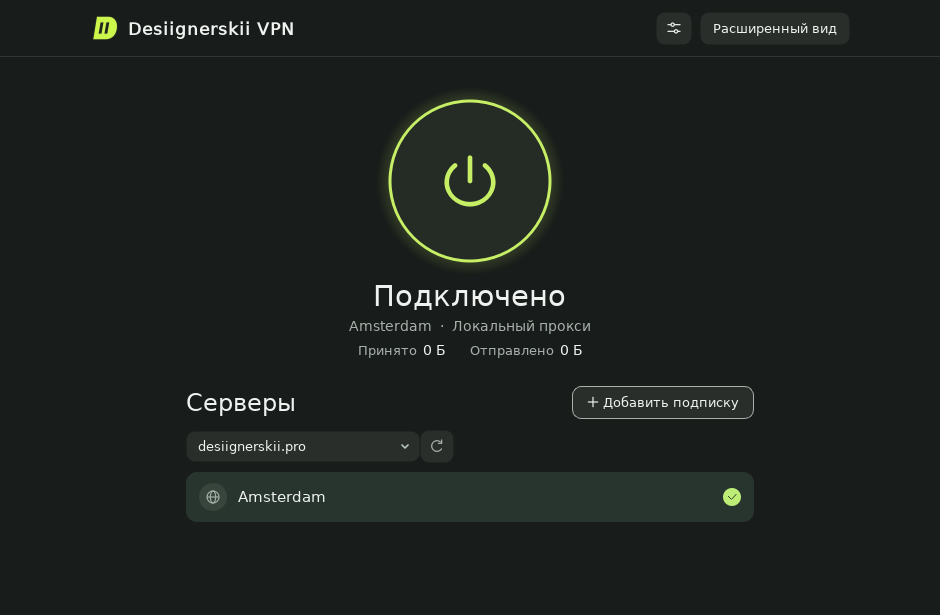 Desiignerskii VPN
Расширенный вид
Подключено
Amsterdam · Локальный прокси
Принято 0 Б Отправлено 0 Б
Серверы
+ Добавить подписку
desiignerskii.pro
Amsterdam